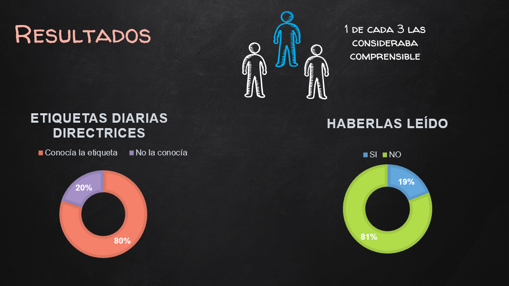 Resultados
1 de cada 3 las
consideraba
comprensible
ETIQUETAS DIARIAS
DIRECTRICES
Conocía la etiqueta No la conocía
20%
80%
HABERLAS LEÍDO
SI NO
19%
81%